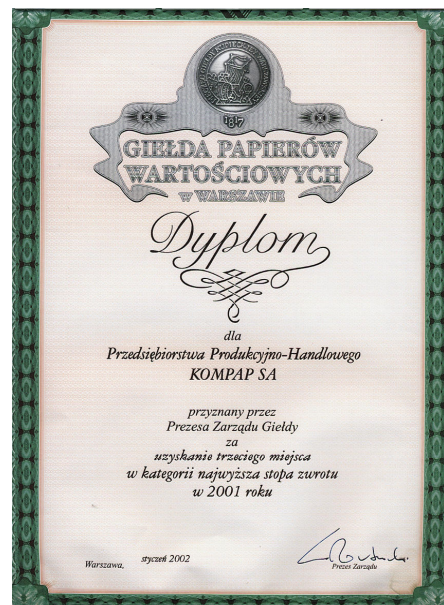 1817
GIEŁDA PAPIERÓW
WARTOŚCIOWYCH
W WARSZAWIE
Dyplom
dla
Przedsiębiorstwa Produkcyjno-Handlowego
KOMPAP SA
przyznany przez
Prezesa Zarządu Giełdy
za
uzyskanie trzeciego miejsca
w kategorii najwyższa stopa zwrotu
w 2001 roku
Warszawa, styczeń 2002
Prezes Zarządu